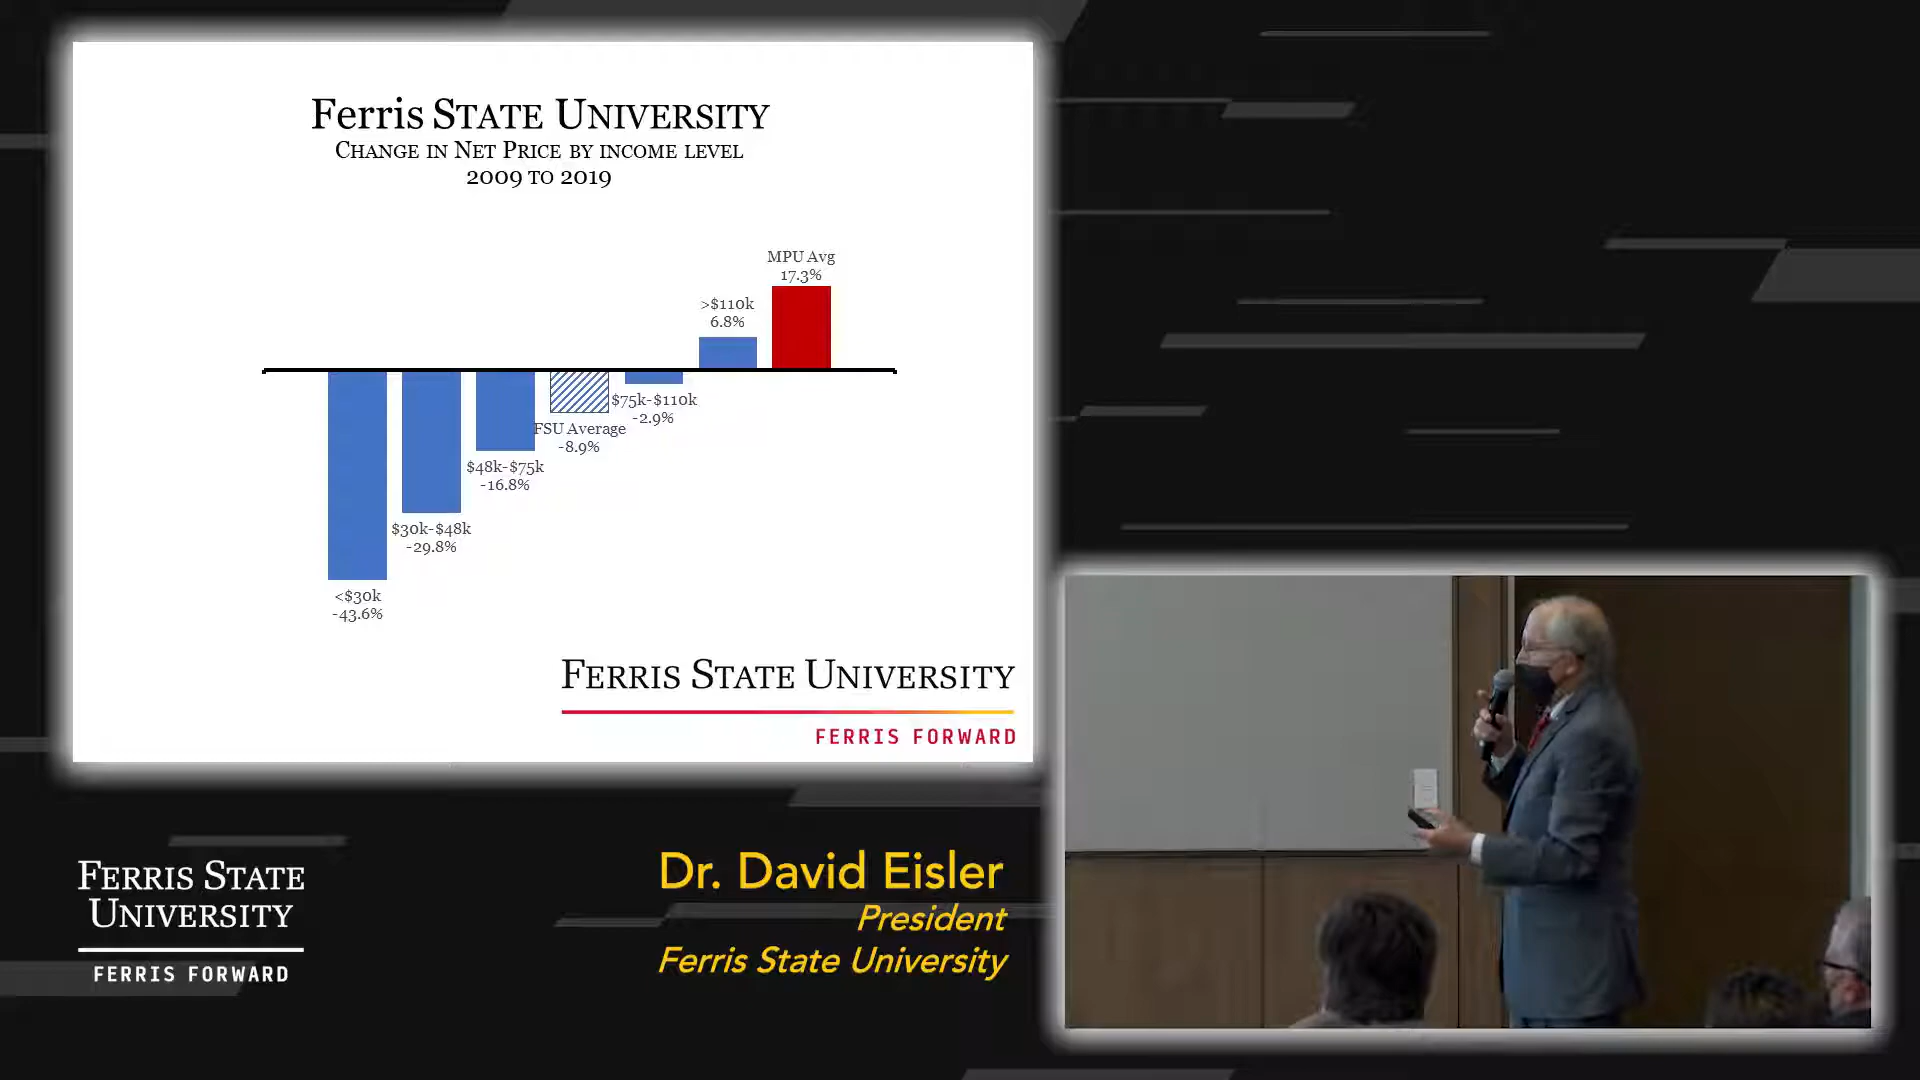 Ferris State University
Change in Net Price by income level
2009 to 2019
MPU Avg
17.3%
>$110k
6.8%
$75k-$110k
-2.9%
FSU Average
-8.9%
$48k-$75k
-16.8%
$30k-$48k
-29.8%
<$30k
-43.6%
Ferris State University
FERRIS FORWARD
Ferris State
University
FERRIS FORWARD
Dr. David Eisler
President
Ferris State University